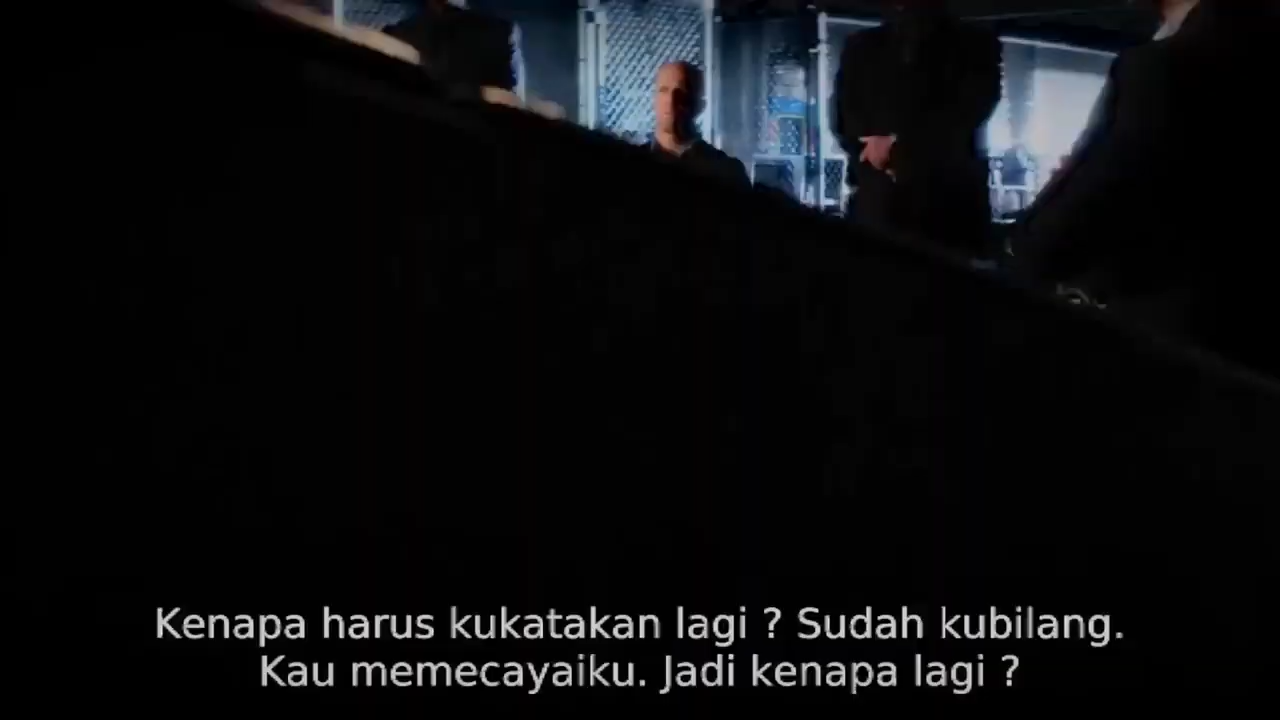 Kenapa harus kukatakan lagi ? Sudah kubilang.
Kau memecayaiku. Jadi kenapa lagi ?